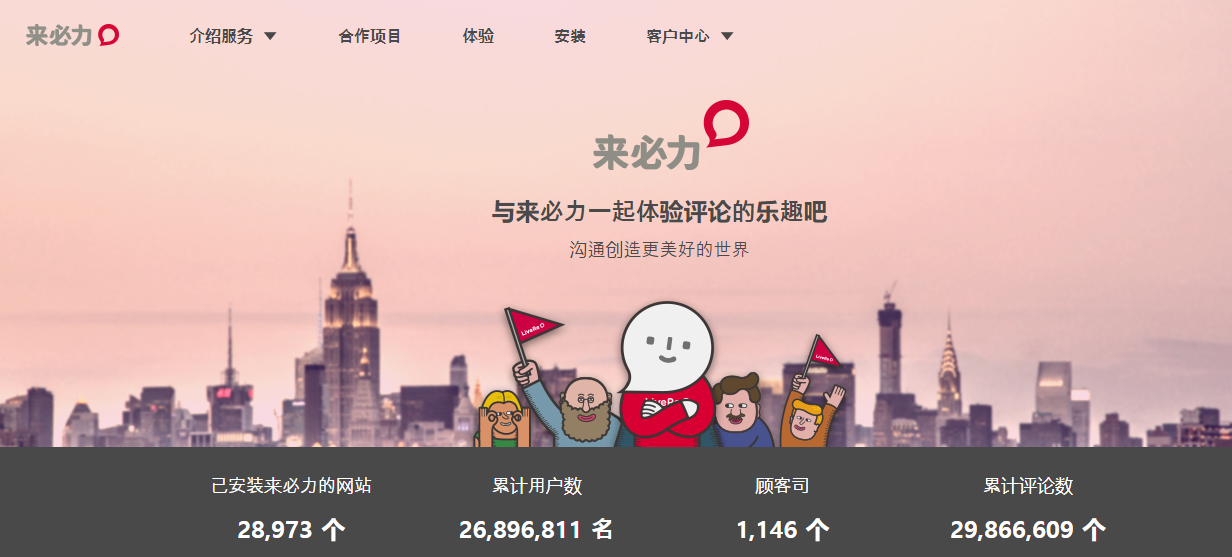 来必力
介绍服务 合作项目 体验 安装 客户中心
来必力
与来必力一起体验评论的乐趣吧
沟通创造更美好的世界
LiveRe
LiveRe
LiveRe
已安装来必力的网站 累计用户数 顾客司 累计评论数
28,973 个 26,896,811 名 1,146 个 29,866,609 个